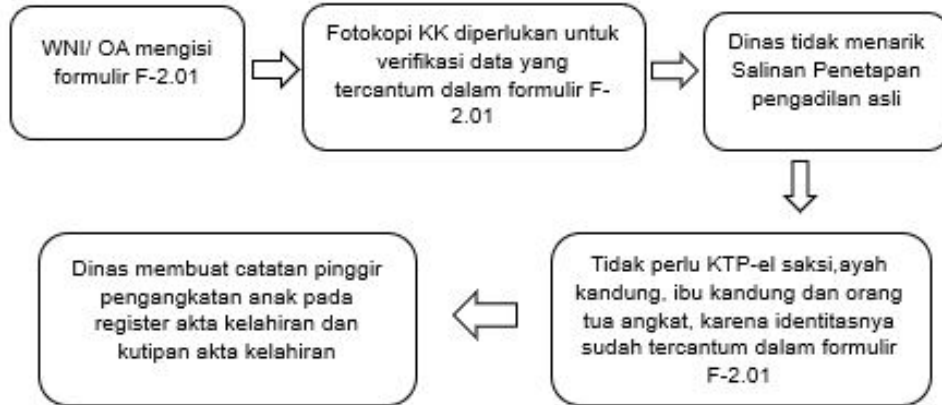 WNI/ OA mengisi
formulir F-2.01
Fotokopi KK diperlukan untuk
verifikasi data yang
tercantum dalam formulir F-
2.01
Dinas tidak menarik
Salinan Penetapan
pengadilan asli
Tidak perlu KTP-el saksi,ayah
kandung, ibu kandung dan orang
tua angkat, karena identitasnya
sudah tercantum dalam formulir
F-2.01
Dinas membuat catatan pinggir
pengangkatan anak pada
register akta kelahiran dan
kutipan akta kelahiran